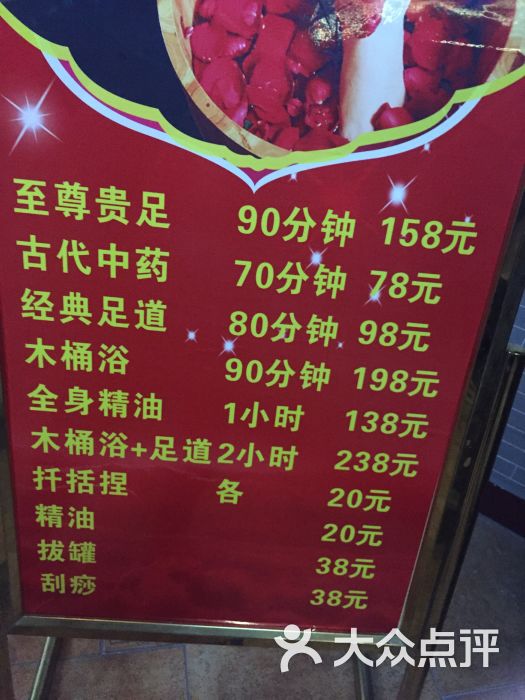 至尊贵足 90分钟 158元
古代中药 70分钟 78元
经典足道 80分钟 98元
木桶浴 90分钟 198元
全身精油 1小时 138元
木桶浴+足道 2小时 238元
扦括捏 各 20元
精油 20元
拔罐 38元
刮痧 38元
大众点评